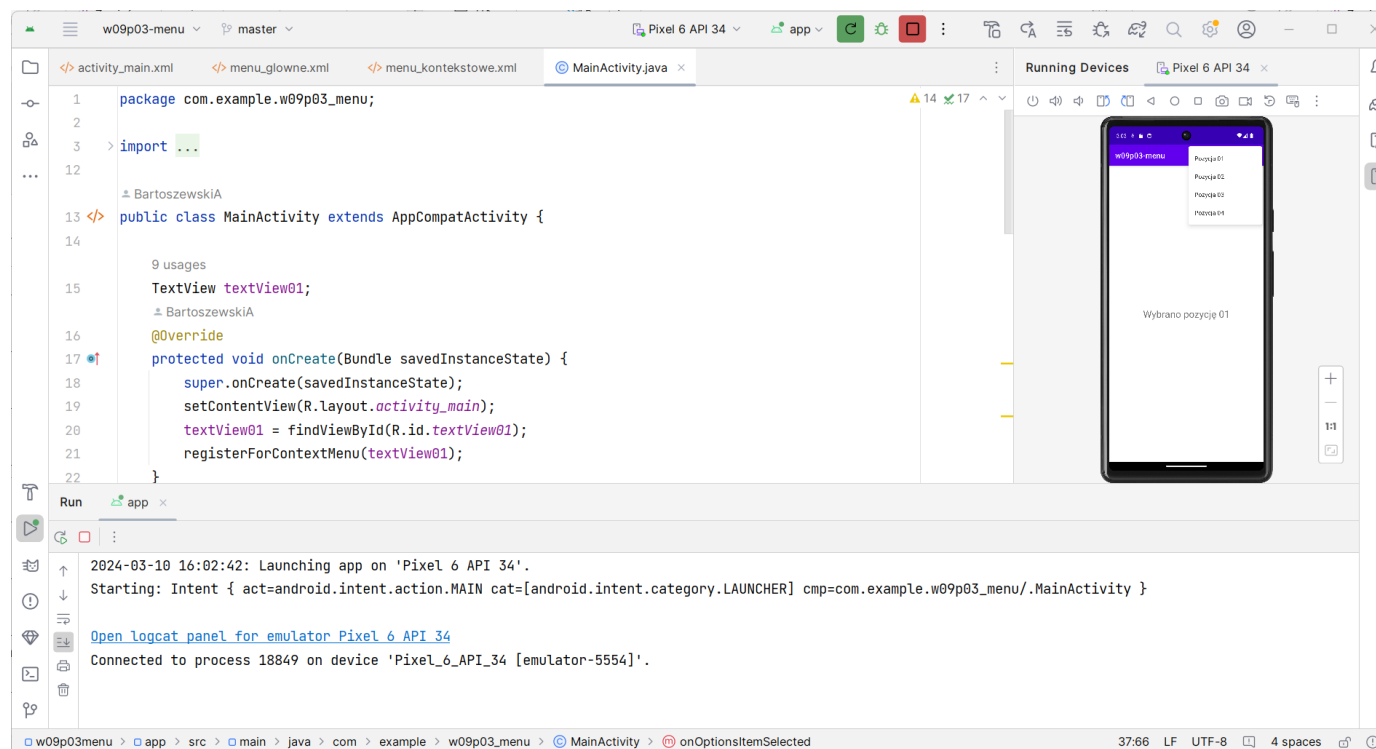 w09p03-menu master Pixel 6 API 34 app
activity_main.xml menu_glowne.xml menu_kontekstowe.xml MainActivity.java Running Devices Pixel 6 API 34
1 package com.example.w09p03_menu; 14 17
2
3 import ...
12
BartoszewskiA
13 public class MainActivity extends AppCompatActivity {
14
9 usages
15 TextView textView01;
BartoszewskiA
16 @Override
17 protected void onCreate(Bundle savedInstanceState) {
18 super.onCreate(savedInstanceState);
19 setContentView(R.layout.activity_main);
20 textView01 = findViewById(R.id.textView01);
21 registerForContextMenu(textView01);
22 }
w09p03-menu
Pozycja 01
Pozycja 02
Pozycja 03
Pozycja 04
Wybrano pozycję 01
1:1
Run app
2024-03-10 16:02:42: Launching app on 'Pixel 6 API 34'.
Starting: Intent { act=android.intent.action.MAIN cat=[android.intent.category.LAUNCHER] cmp=com.example.w09p03_menu/.MainActivity }
Open logcat panel for emulator Pixel 6 API 34
Connected to process 18849 on device 'Pixel_6_API_34 [emulator-5554]'.
w09p03menu > app > src > main > java > com > example > w09p03_menu > MainActivity > onOptionsItemSelected 37:66 LF UTF-8 4 spaces